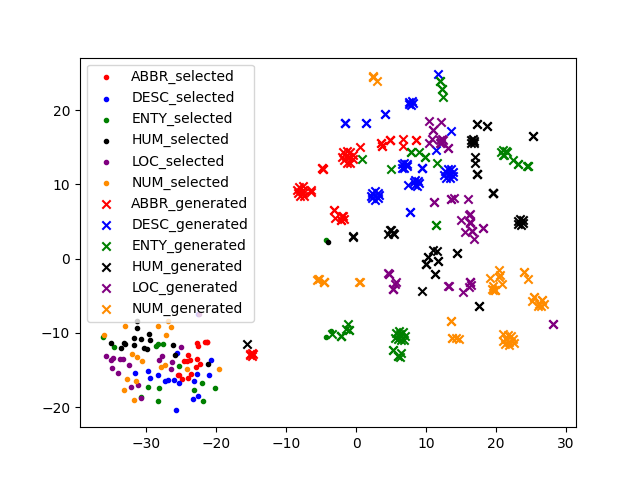 ABBR_selected
DESC_selected
ENTY_selected
HUM_selected
LOC_selected
NUM_selected
ABBR_generated
DESC_generated
ENTY_generated
HUM_generated
LOC_generated
NUM_generated
20
10
0
−10
−20
−30 −20 −10 0 10 20 30